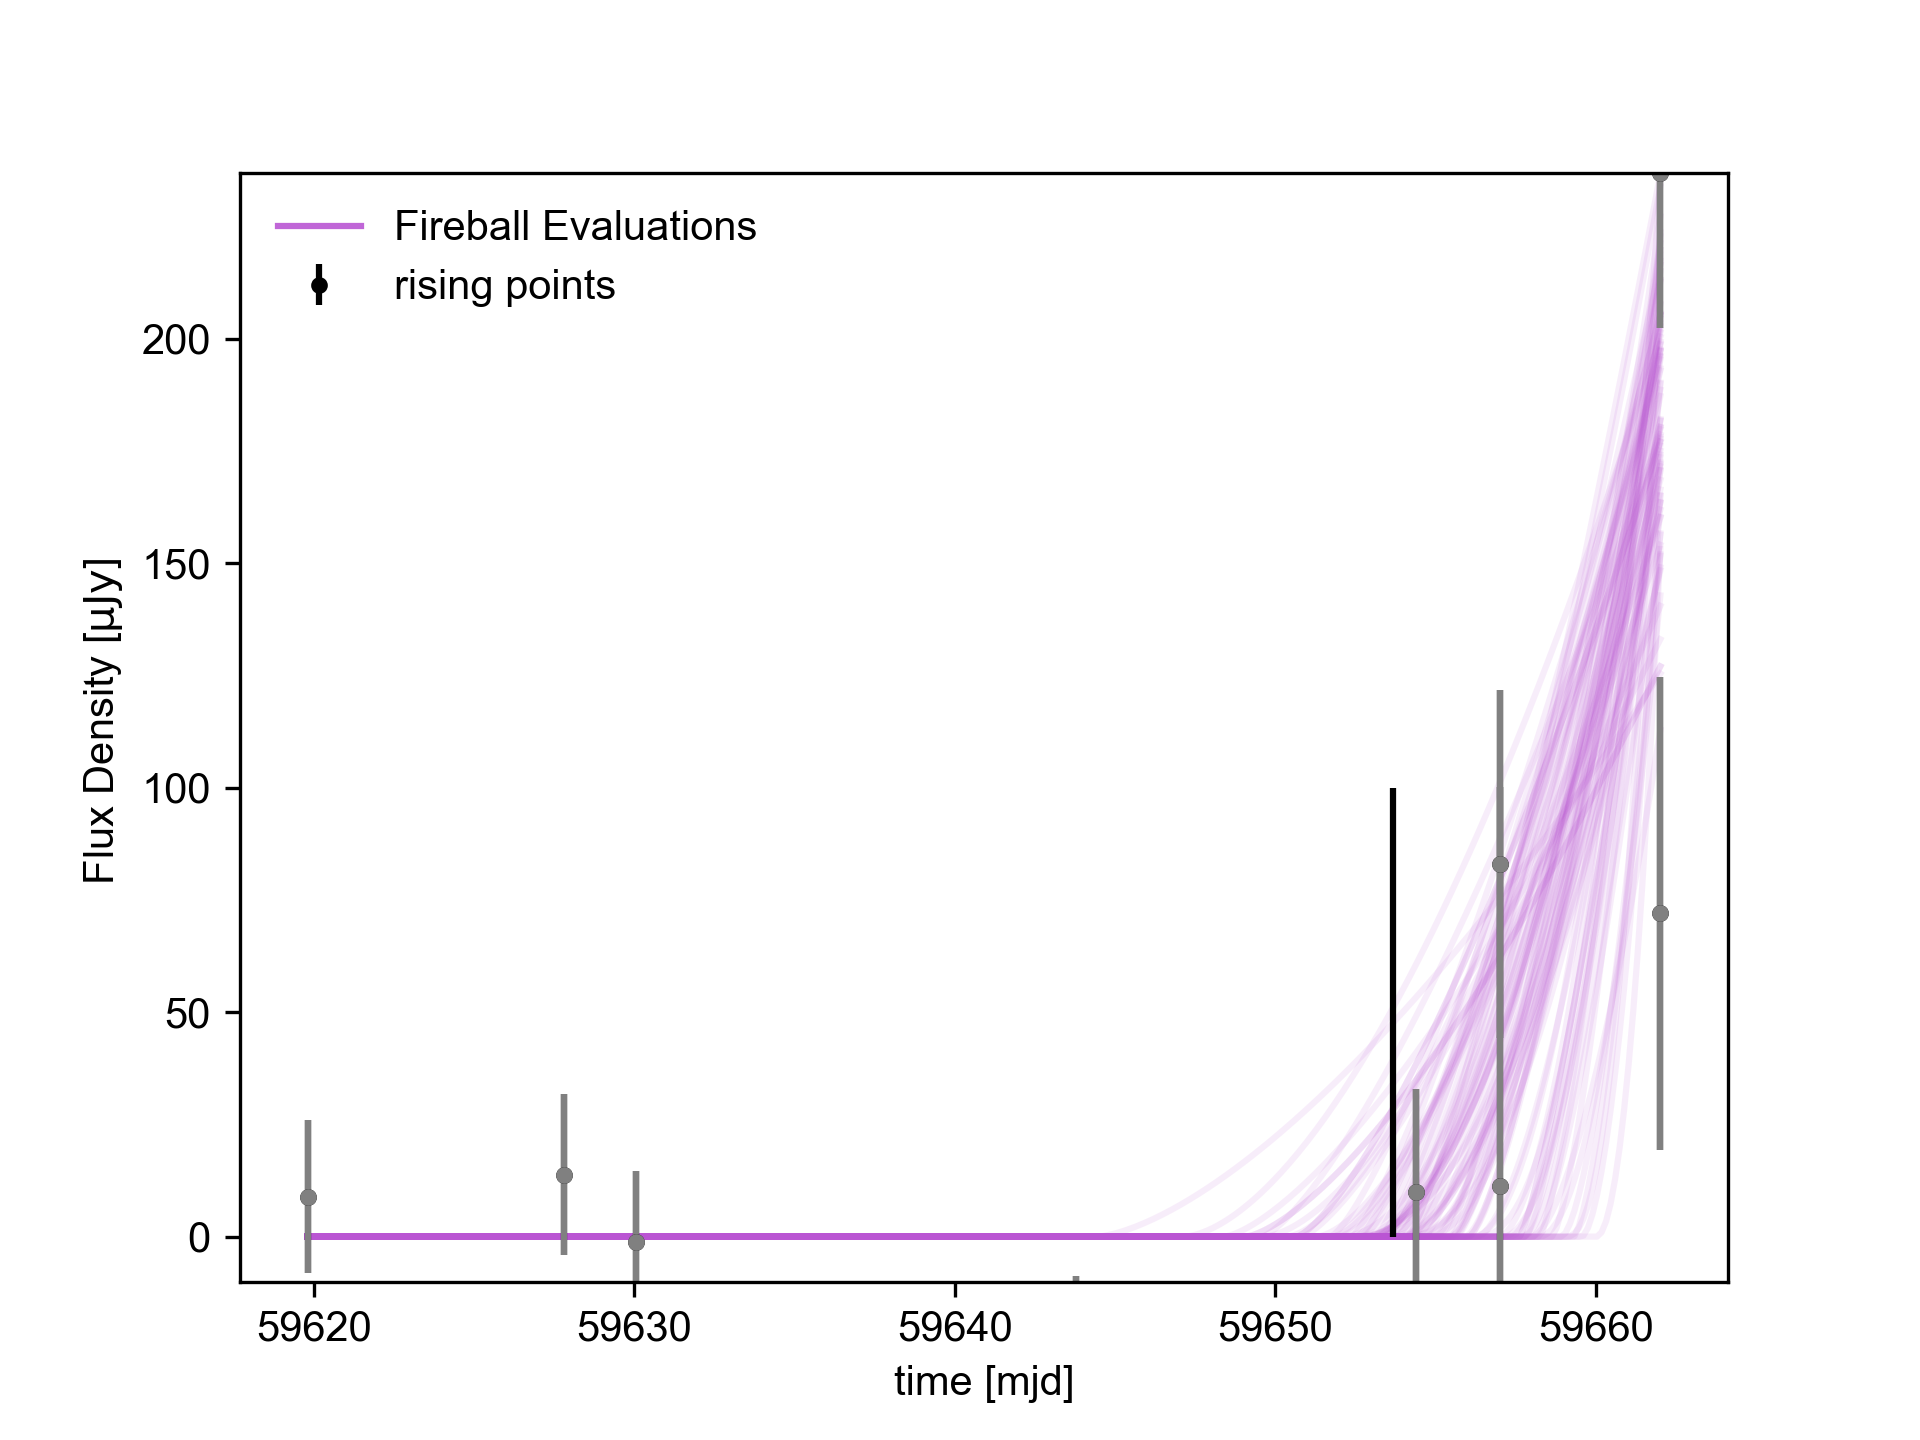 Fireball Evaluations
rising points
200
150
100
50
0
Flux Density [µJy]
59620 59630 59640 59650 59660
time [mjd]